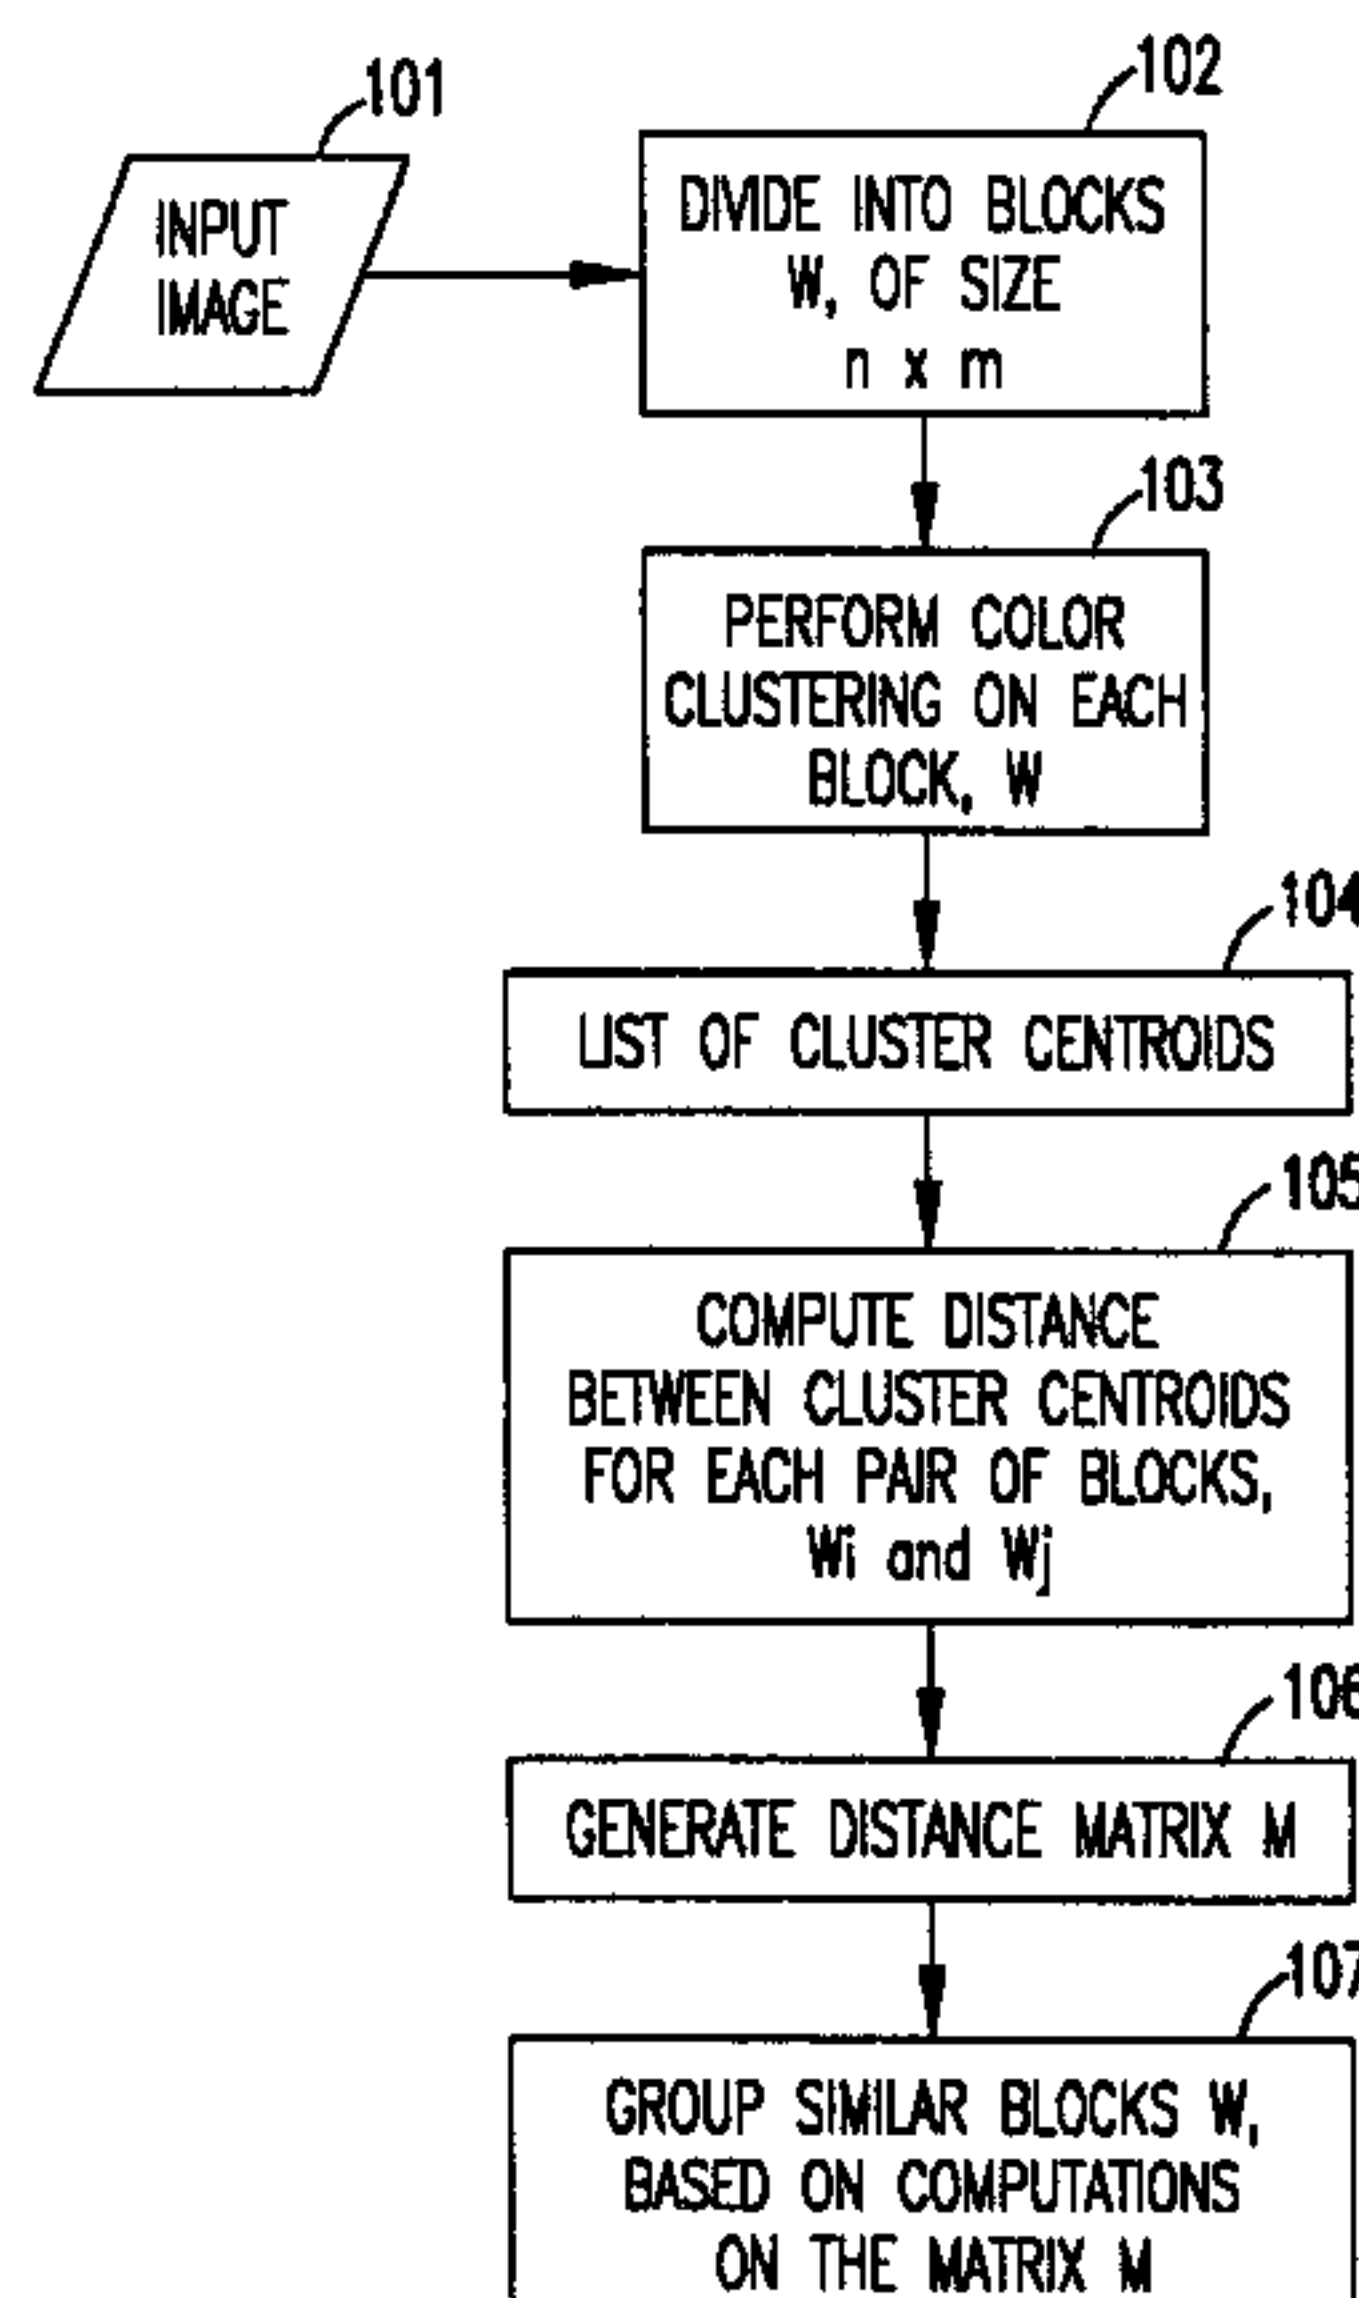 101
INPUT
IMAGE
102
DIVIDE INTO BLOCKS
W, OF SIZE
n x m
103
PERFORM COLOR
CLUSTERING ON EACH
BLOCK, W
104
LIST OF CLUSTER CENTROIDS
105
COMPUTE DISTANCE
BETWEEN CLUSTER CENTROIDS
FOR EACH PAIR OF BLOCKS,
Wi and Wj
106
GENERATE DISTANCE MATRIX M
107
GROUP SIMILAR BLOCKS W,
BASED ON COMPUTATIONS
ON THE MATRIX M